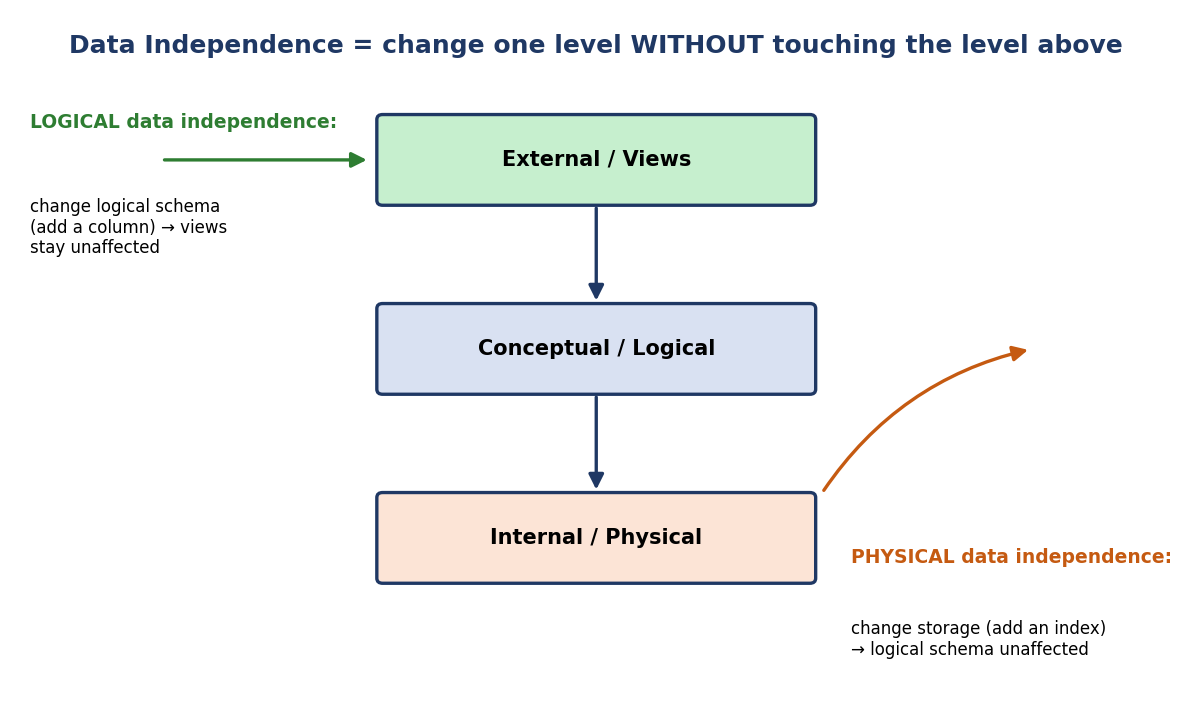 Data Independence = change one level WITHOUT touching the level above
LOGICAL data independence:
External / Views
change logical schema
(add a column) → views
stay unaffected
Conceptual / Logical
Internal / Physical
PHYSICAL data independence:
change storage (add an index)
→ logical schema unaffected